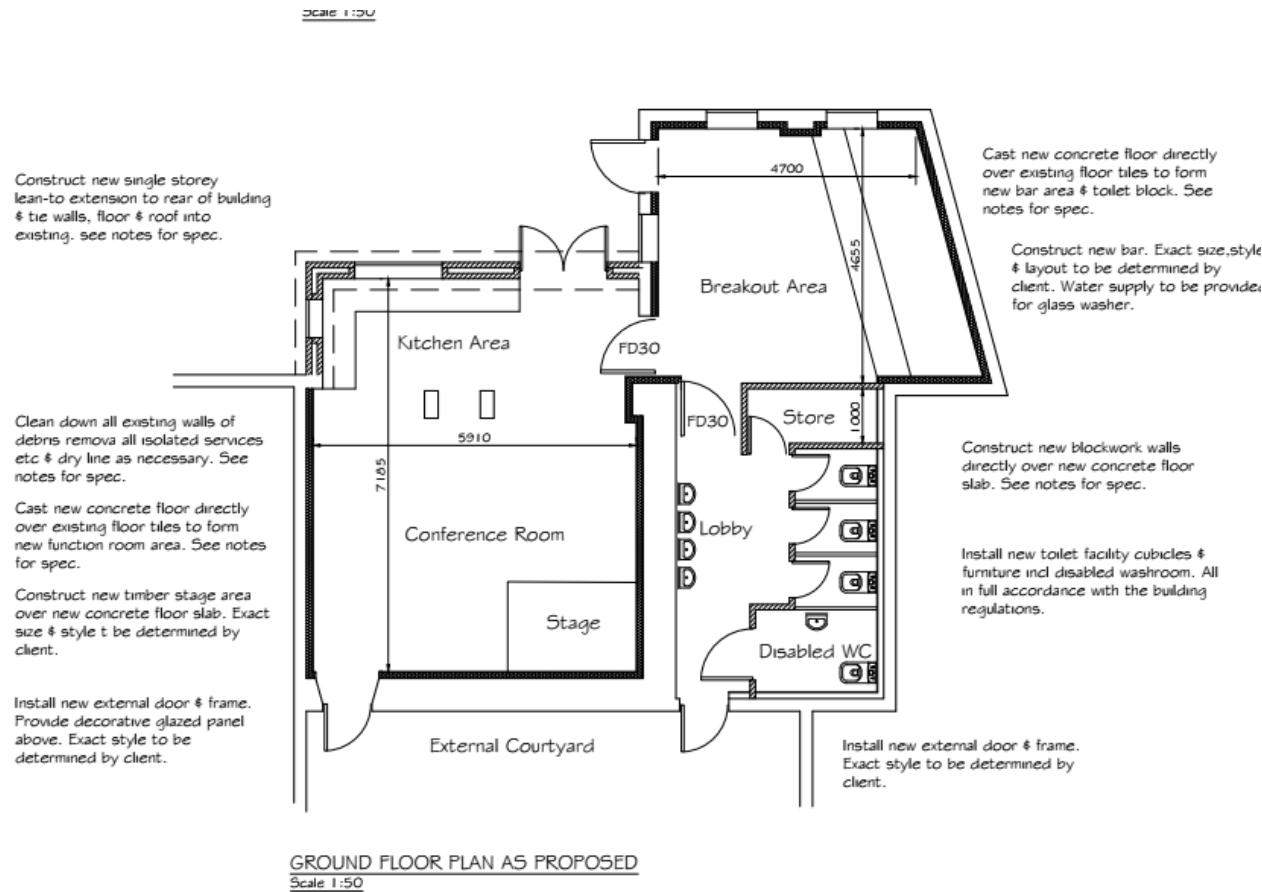 Scale 1:50
Construct new single storey
lean-to extension to rear of building
& tie walls, floor & roof into
existing. see notes for spec.
Clean down all existing walls of
debris remova all isolated services
etc & dry line as necessary. See
notes for spec.
Cast new concrete floor directly
over existing floor tiles to form
new function room area. See notes
for spec.
Construct new timber stage area
over new concrete floor slab. Exact
size & style t be determined by
client.
Install new external door & frame.
Provide decorative glazed panel
above. Exact style to be
determined by client.
4700
4655
Breakout Area
Kitchen Area
FD30
FD30
Store
1000
5910
7185
Conference Room
Lobby
Stage
Disabled WC
External Courtyard
Cast new concrete floor directly
over existing floor tiles to form
new bar area & toilet block. See
notes for spec.
Construct new bar. Exact size,style
& layout to be determined by
client. Water supply to be provided
for glass washer.
Construct new blockwork walls
directly over new concrete floor
slab. See notes for spec.
Install new toilet facility cubicles &
furniture incl disabled washroom. All
in full accordance with the building
regulations.
Install new external door & frame.
Exact style to be determined by
client.
GROUND FLOOR PLAN AS PROPOSED
Scale 1:50